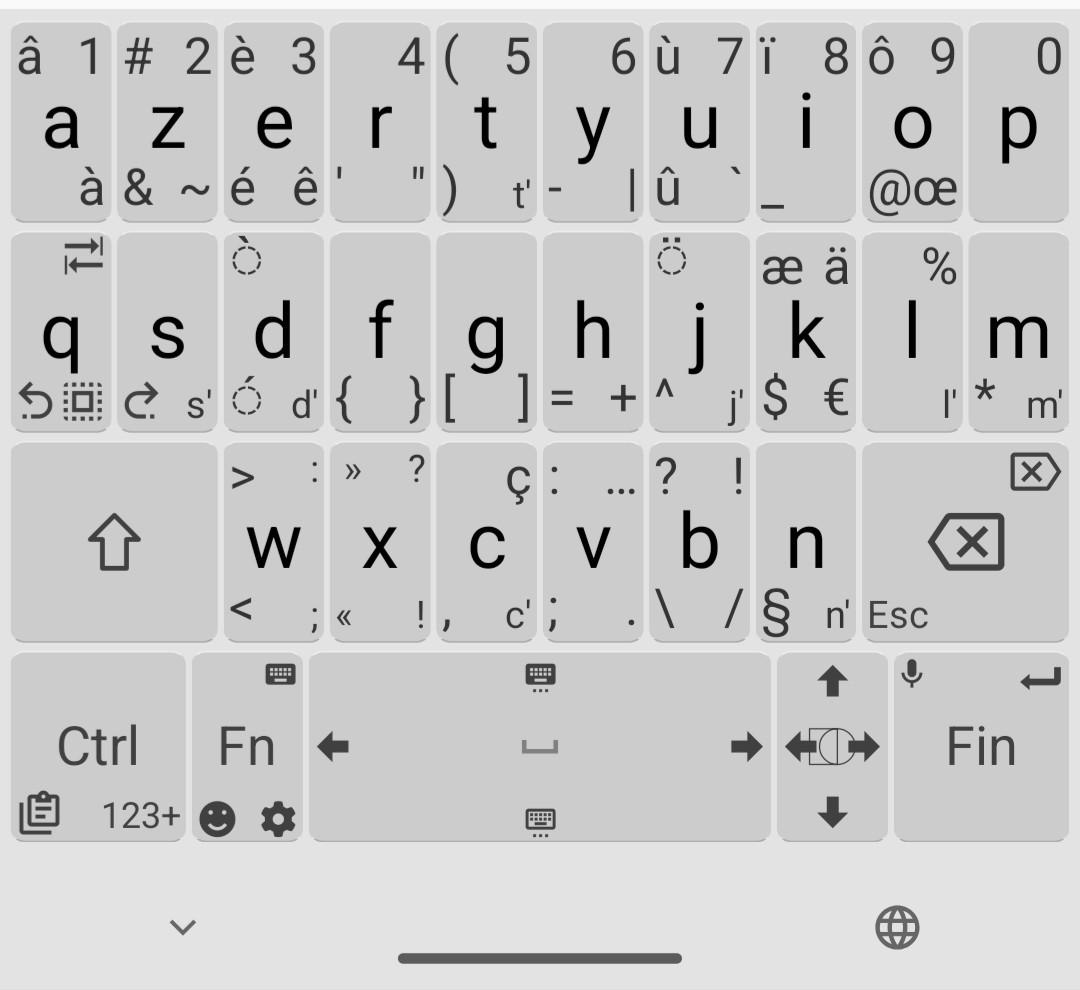 â 1 # 2 è 3 4 ( 5 6 ù 7 ï 8 ô 9 0
a z e r t y u i o p
à & ~ é ê ' " ) t' - | û ` _ @ œ
◌̀ ◌̈ æ ä %
q s d f g h j k l m
s' ◌́ d' { } [ ] = + ^ j' $ € l' * m'
> : » ? ç : … ? !
w x c v b n
< ; « ! , c' ; . \ / § n' Esc
Ctrl Fn Fin
123+